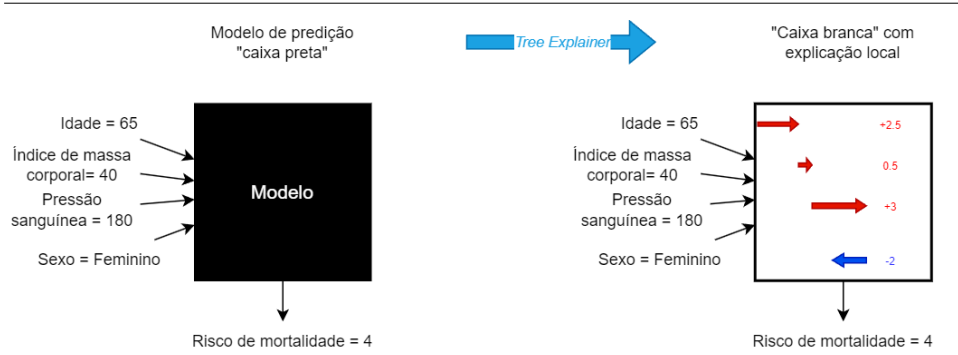 Modelo de predição
"caixa preta"
Tree Explainer
"Caixa branca" com
explicação local
Idade = 65
Índice de massa
corporal= 40
Pressão
sanguínea = 180
Sexo = Feminino
Modelo
Risco de mortalidade = 4
Idade = 65
Índice de massa
corporal= 40
Pressão
sanguínea = 180
Sexo = Feminino
+2.5
0.5
+3
-2
Risco de mortalidade = 4